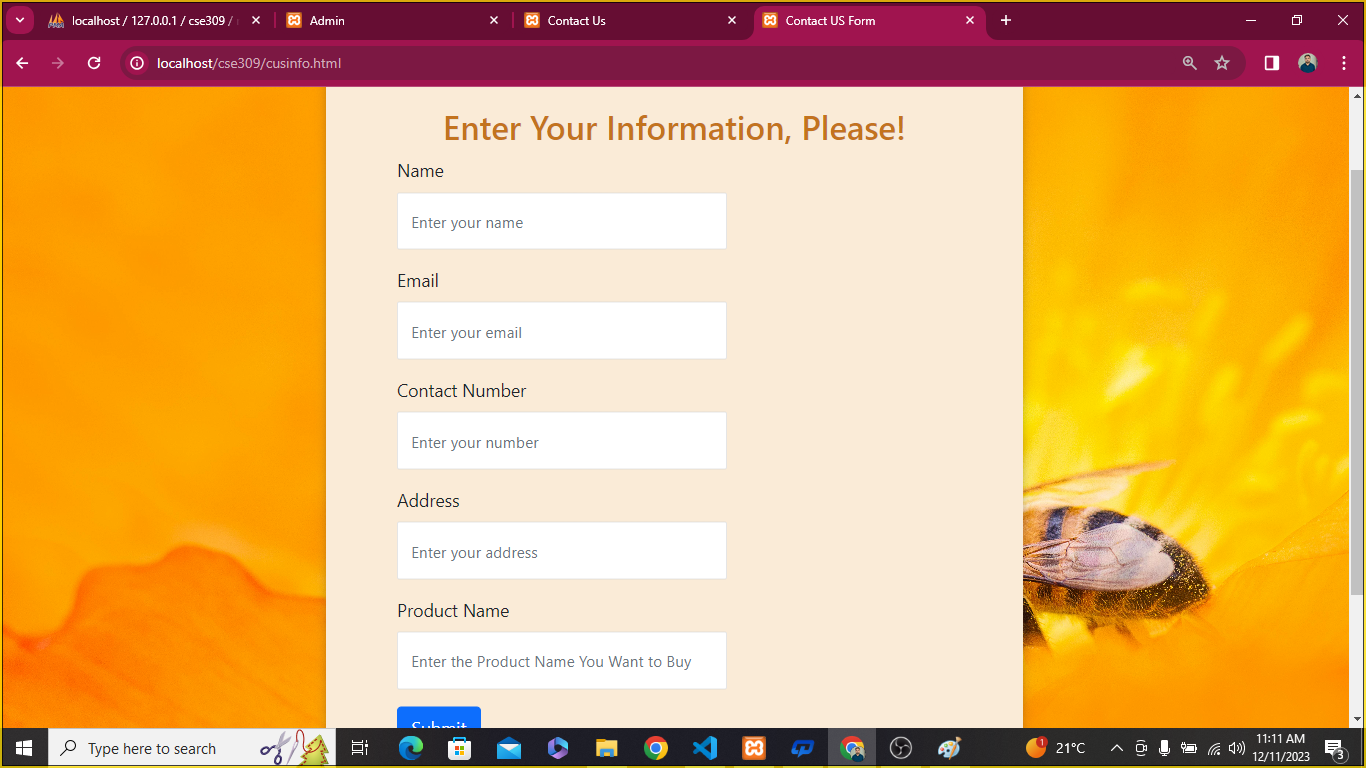 localhost / 127.0.0.1 / cse309 /
Admin
Contact Us
Contact US Form
localhost/cse309/cusinfo.html
Enter Your Information, Please!
Name
Enter your name
Email
Enter your email
Contact Number
Enter your number
Address
Enter your address
Product Name
Enter the Product Name You Want to Buy
Submit
Type here to search
1
21°C
11:11 AM
12/11/2023
3